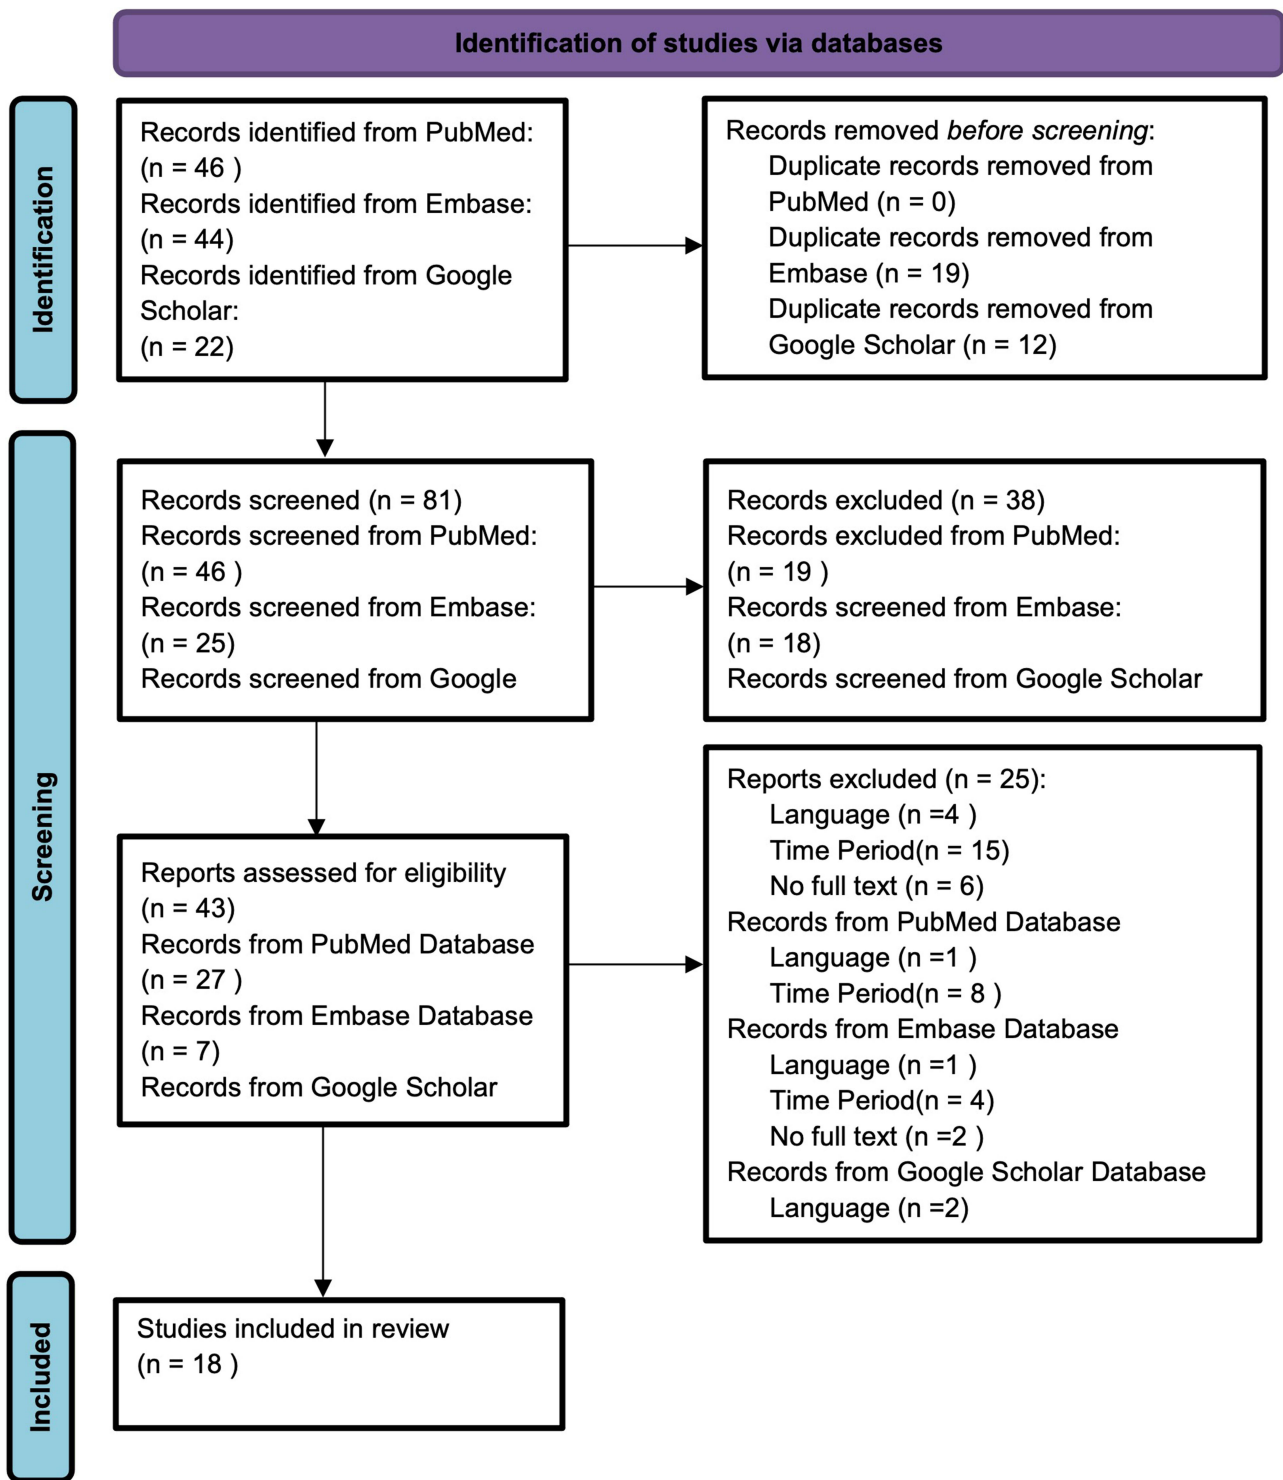 Identification of studies via databases
Identification
Records identified from PubMed:
(n = 46 )
Records identified from Embase:
(n = 44)
Records identified from Google
Scholar:
(n = 22)
Records removed before screening:
Duplicate records removed from
PubMed (n = 0)
Duplicate records removed from
Embase (n = 19)
Duplicate records removed from
Google Scholar (n = 12)
Screening
Records screened (n = 81)
Records screened from PubMed:
(n = 46 )
Records screened from Embase:
(n = 25)
Records screened from Google
Records excluded (n = 38)
Records excluded from PubMed:
(n = 19 )
Records screened from Embase:
(n = 18)
Records screened from Google Scholar
Reports assessed for eligibility
(n = 43)
Records from PubMed Database
(n = 27 )
Records from Embase Database
(n = 7)
Records from Google Scholar
Reports excluded (n = 25):
Language (n =4 )
Time Period(n = 15)
No full text (n = 6)
Records from PubMed Database
Language (n =1 )
Time Period(n = 8 )
Records from Embase Database
Language (n =1 )
Time Period(n = 4)
No full text (n =2 )
Records from Google Scholar Database
Language (n =2)
Included
Studies included in review
(n = 18 )